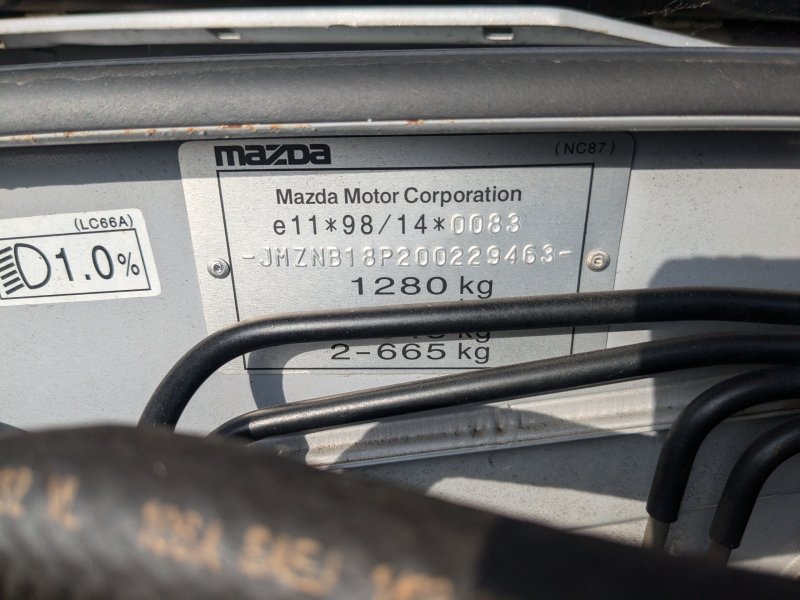 mazda
(NC87)
Mazda Motor Corporation
e11*98/14*0083
-JMZNB18P200229463-
1280 kg
2-665 kg
(LC66A)
1.0%